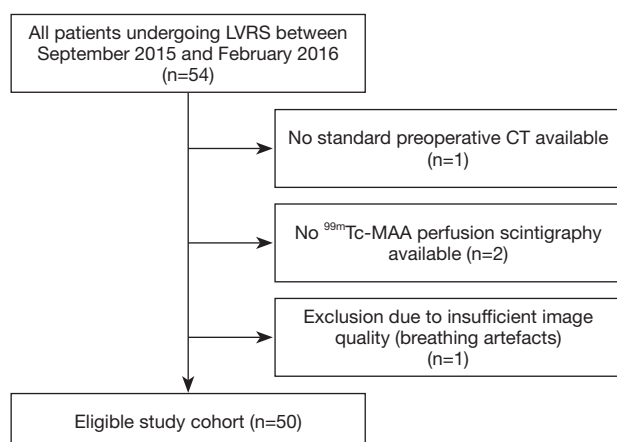 All patients undergoing LVRS between
September 2015 and February 2016
(n=54)
No standard preoperative CT available
(n=1)
No ⁹⁹ᵐTc-MAA perfusion scintigraphy
available (n=2)
Exclusion due to insufficient image
quality (breathing artefacts)
(n=1)
Eligible study cohort (n=50)